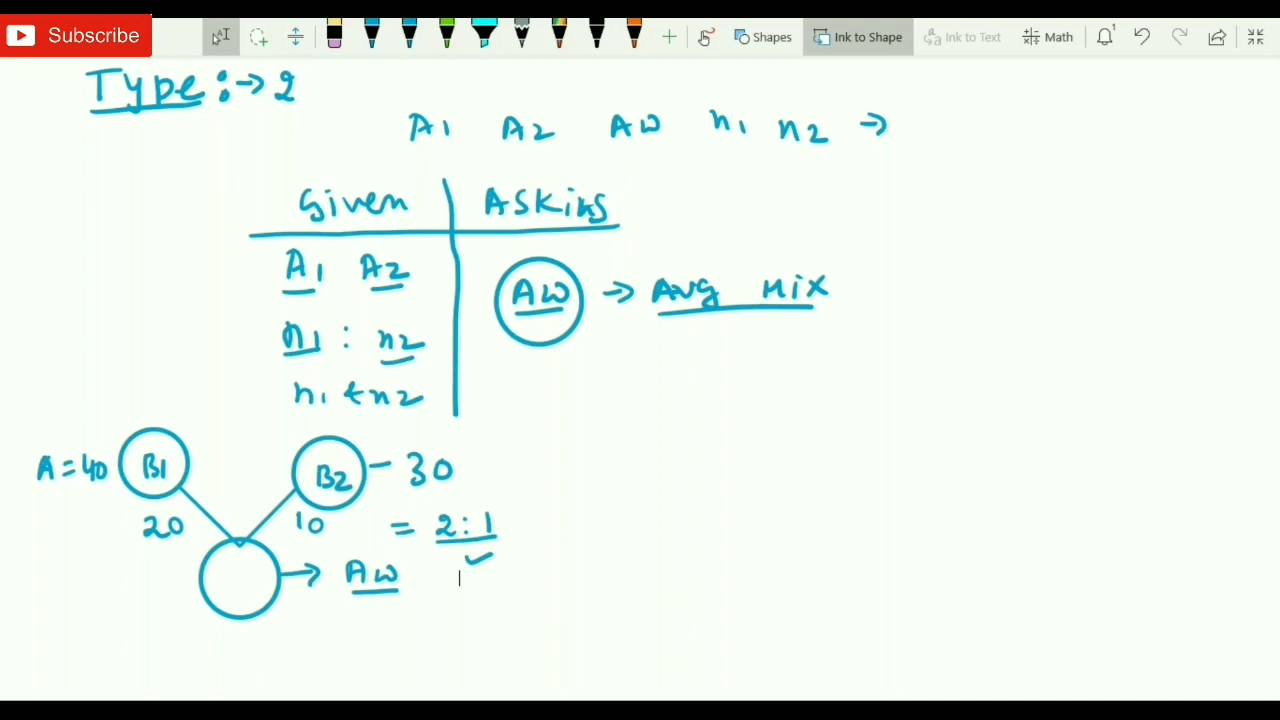 Subscribe
Shapes Ink to Shape Ink to Text Math
Type :→ 2
A1 A2 AW n1 n2 →
Given ASKing
A1 A2
AW → AVG MIX
n1 : n2
n1 & n2
A = 40 B1 B2 - 30
20 10 = 2:1
→ AW